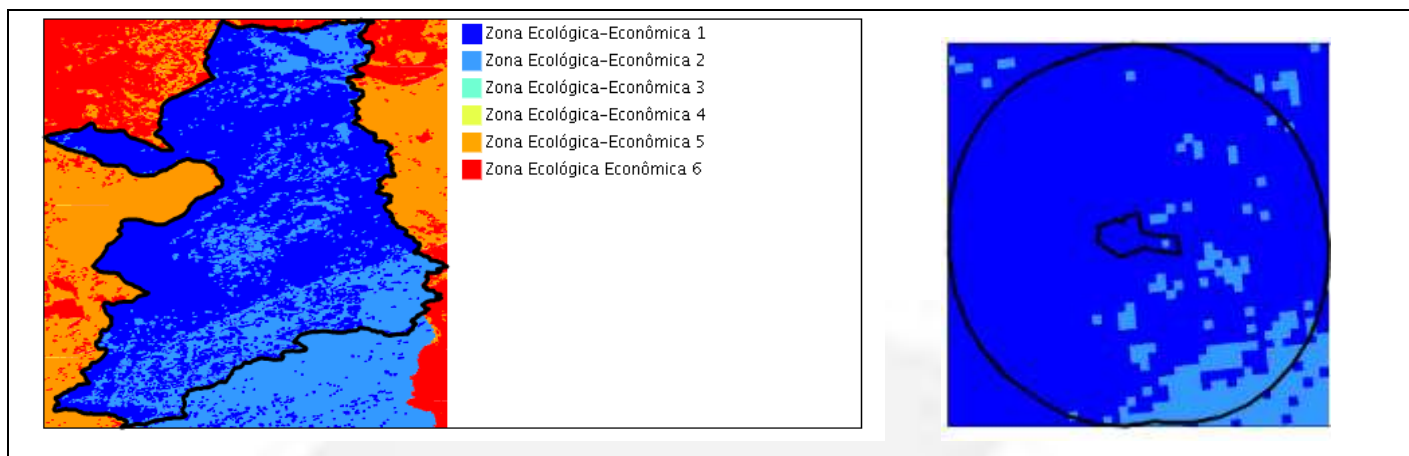 Zona Ecológica-Econômica 1
Zona Ecológica-Econômica 2
Zona Ecológica-Econômica 3
Zona Ecológica-Econômica 4
Zona Ecológica-Econômica 5
Zona Ecológica Econômica 6